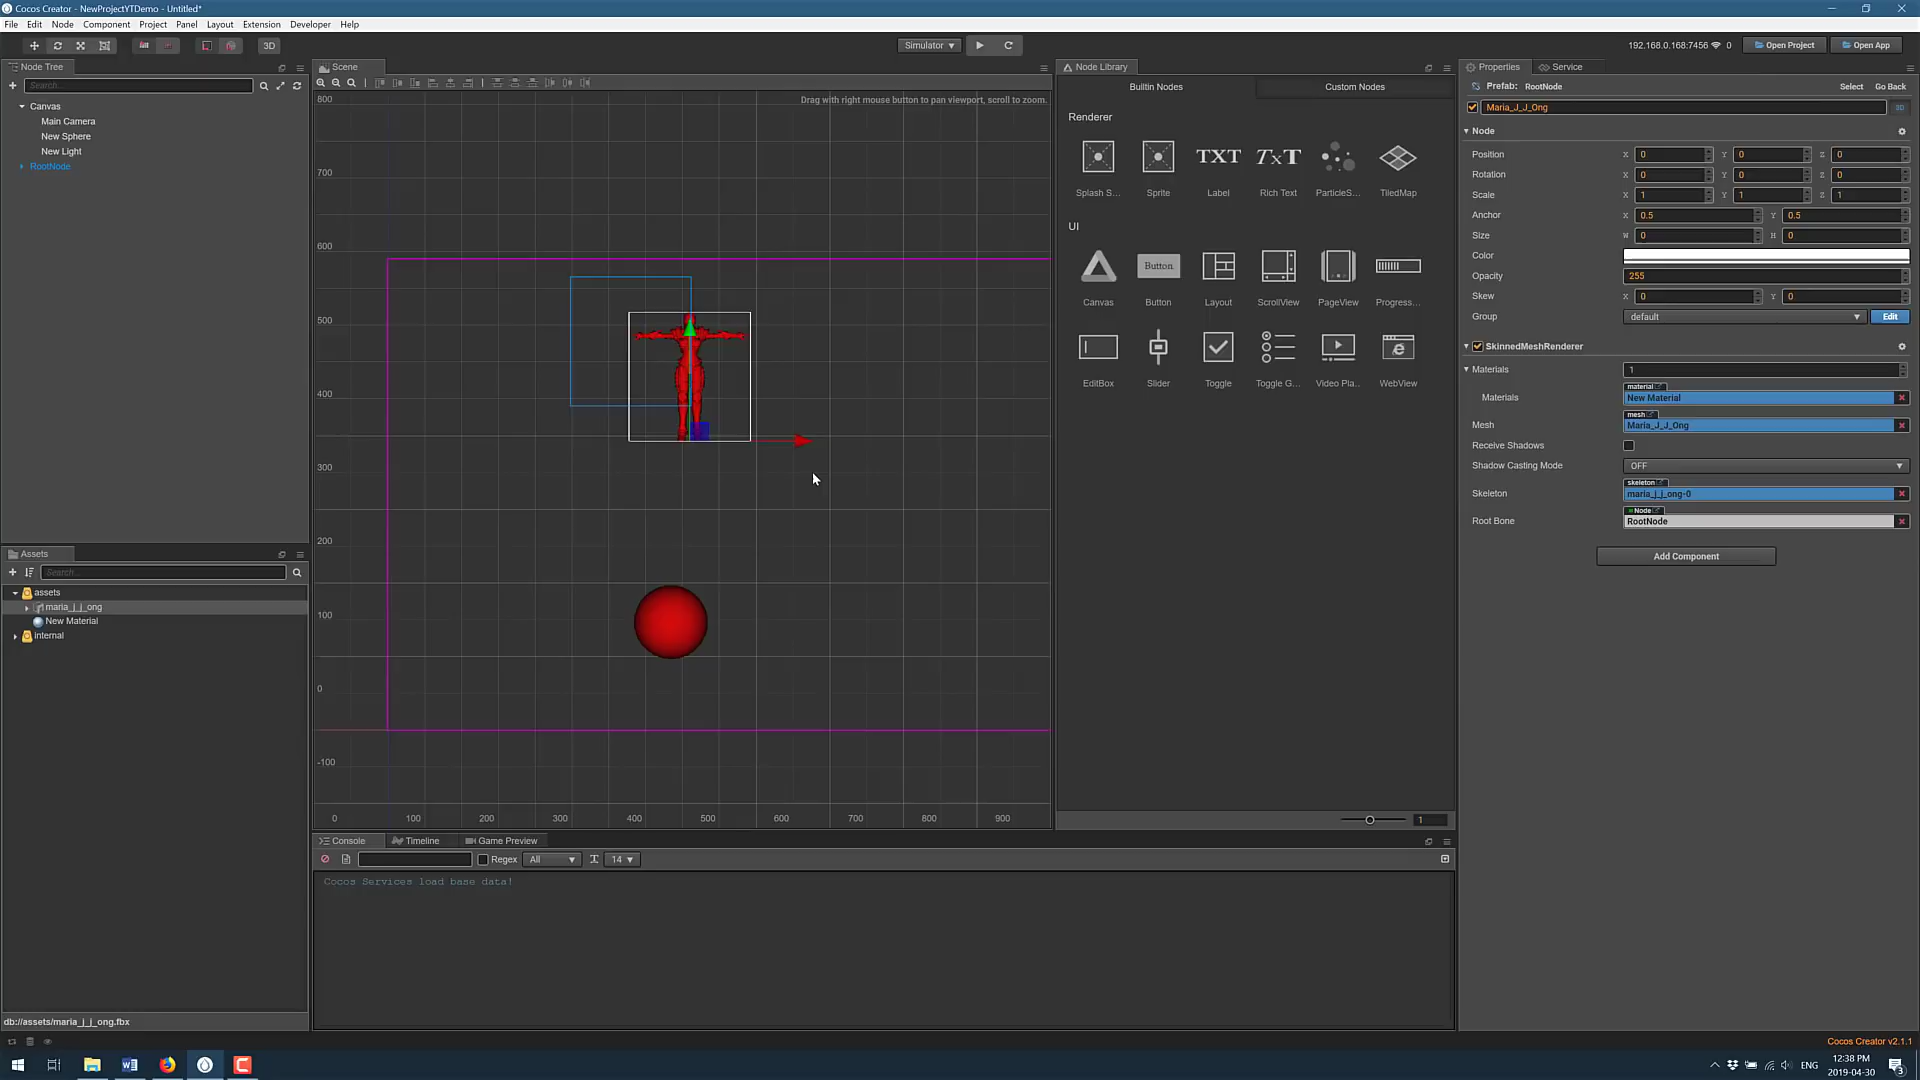 Cocos Creator - NewProjectYTDemo - Untitled*
File Edit Node Component Project Panel Layout Extension Developer Help
3D Simulator 192.168.0.168:7456 0 Open Project Open App
Node Tree
Search...
Canvas
Main Camera
New Sphere
New Light
RootNode
Scene
Drag with right mouse button to pan viewport, scroll to zoom.
800
700
600
500
400
300
200
100
0
-100
0 100 200 300 400 500 600 700 800 900
Node Library
Builtin Nodes Custom Nodes
Renderer
TXT TxT
Splash S... Sprite Label Rich Text ParticleS... TiledMap
UI
Button
Canvas Button Layout ScrollView PageView Progress...
EditBox Slider Toggle Toggle G... Video Pla... WebView
1
Properties Service
Prefab: RootNode Select Go Back
Maria_J_J_Ong 3D
Node
Position X 0 Y 0 Z 0
Rotation X 0 Y 0 Z 0
Scale X 1 Y 1 Z 1
Anchor X 0.5 Y 0.5
Size W 0 H 0
Color
Opacity 255
Skew X 0 Y 0
Group default Edit
SkinnedMeshRenderer
Materials 1
material
Materials New Material
mesh
Mesh Maria_J_J_Ong
Receive Shadows
Shadow Casting Mode OFF
skeleton
Skeleton maria_j_j_ong-0
Node
Root Bone RootNode
Add Component
Assets
Search...
assets
maria_j_j_ong
New Material
internal
db://assets/maria_j_j_ong.fbx
Console Timeline Game Preview
Regex All 14
Cocos Services load base data!
Cocos Creator v2.1.1
ENG 12:38 PM
2019-04-30
3